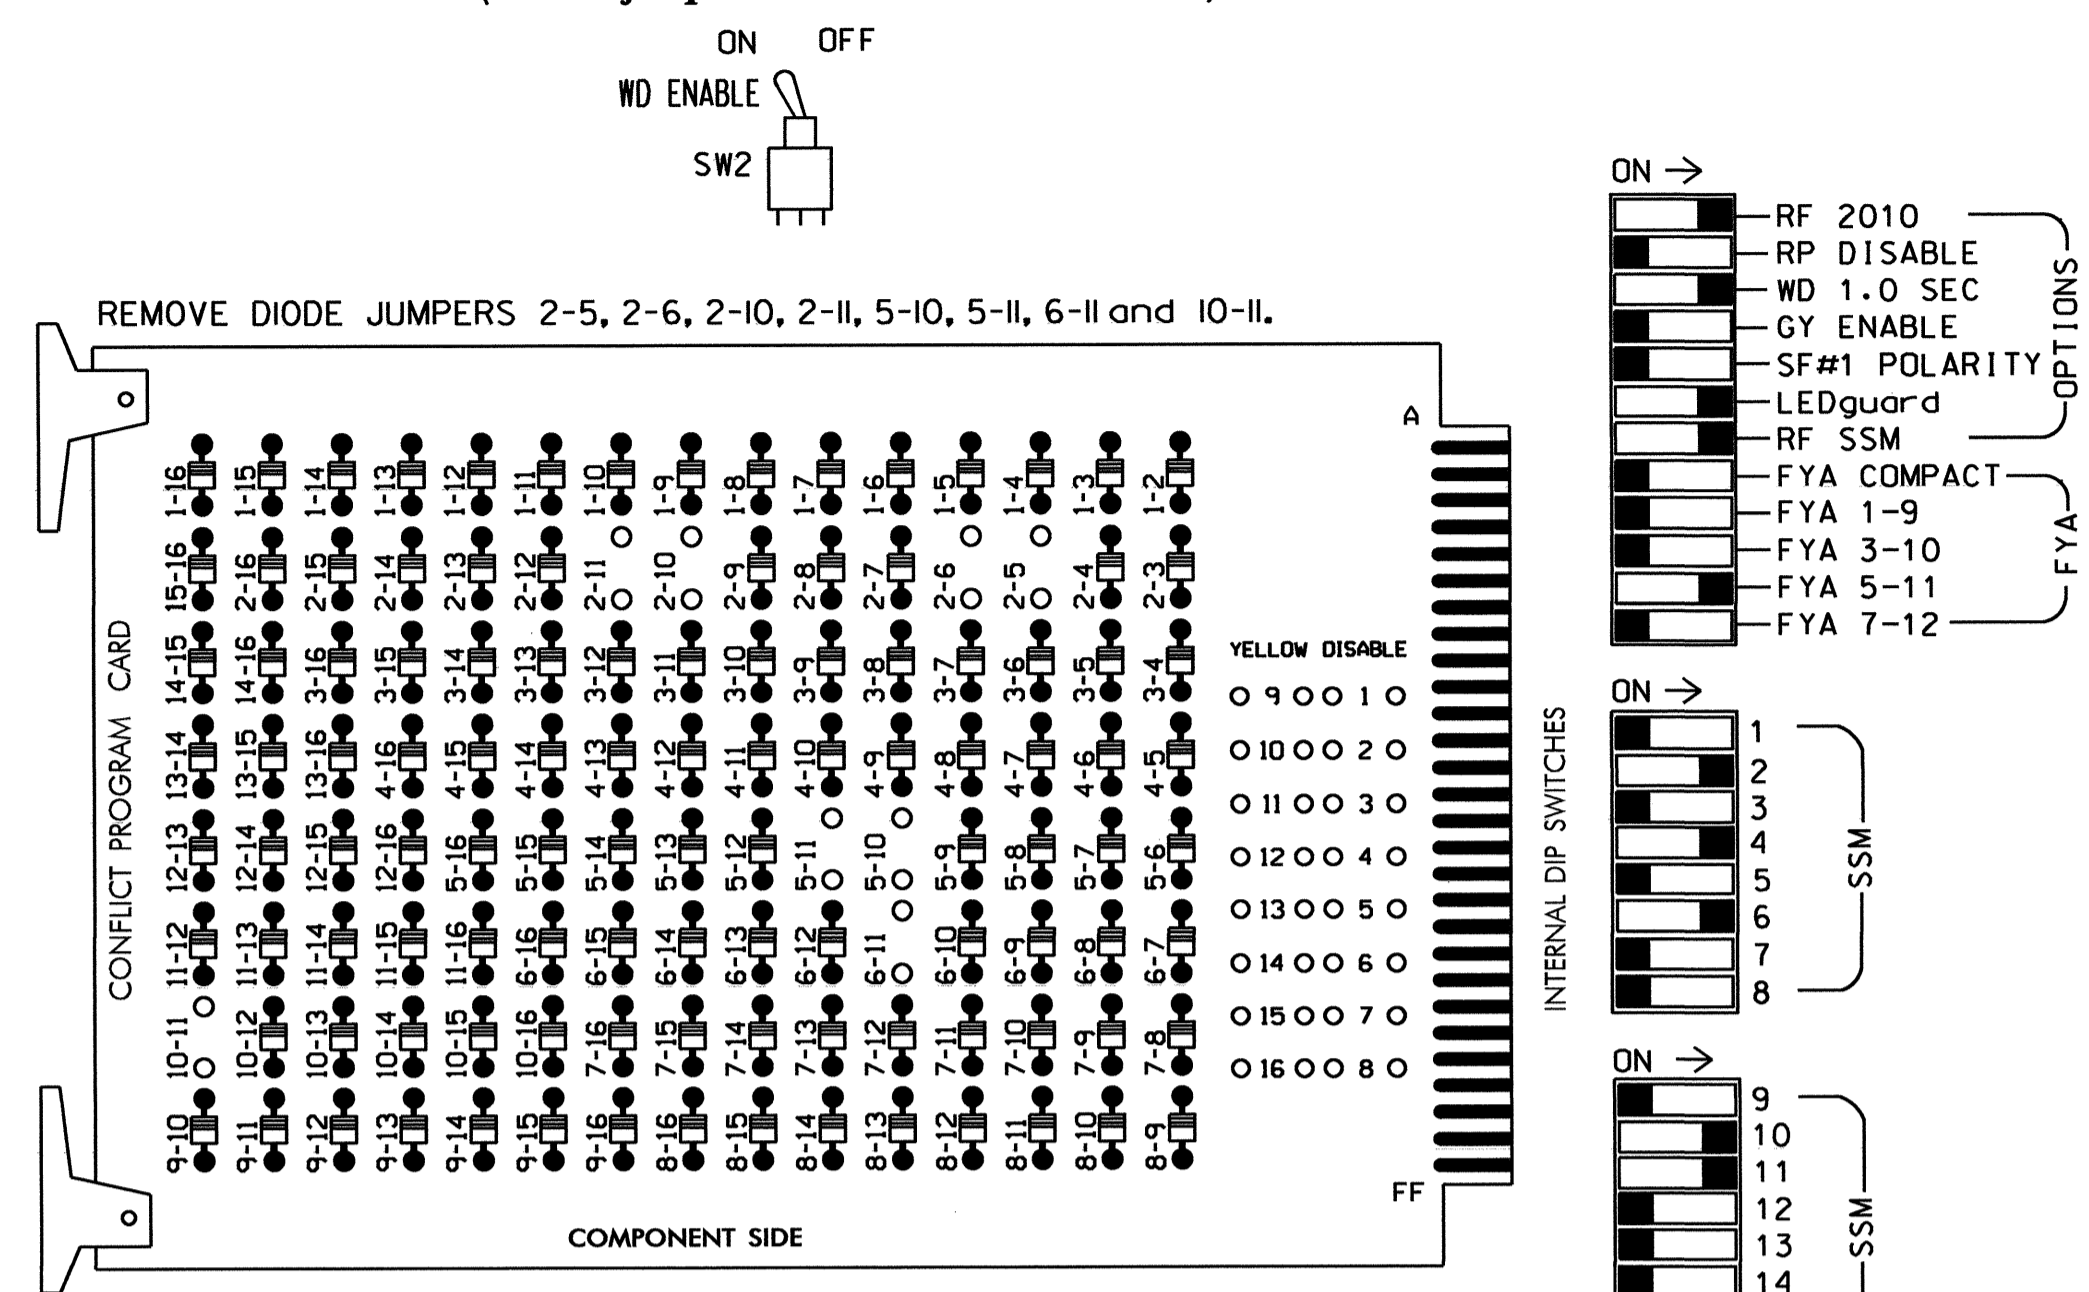 ON OFF
WD ENABLE
SW2
REMOVE DIODE JUMPERS 2-5, 2-6, 2-10, 2-11, 5-10, 5-11, 6-11 and 10-11.
CONFLICT PROGRAM CARD
1-16 1-15 1-14 1-13 1-12 1-11 1-10 1-9 1-8 1-7 1-6 1-5 1-4 1-3 1-2
15-16 2-16 2-15 2-14 2-13 2-12 2-11 2-10 2-9 2-8 2-7 2-6 2-5 2-4 2-3
14-15 14-16 3-16 3-15 3-14 3-13 3-12 3-11 3-10 3-9 3-8 3-7 3-6 3-5 3-4
13-14 13-15 13-16 4-16 4-15 4-14 4-13 4-12 4-11 4-10 4-9 4-8 4-7 4-6 4-5
12-13 12-14 12-15 12-16 5-16 5-15 5-14 5-13 5-12 5-11 5-10 5-9 5-8 5-7 5-6
11-12 11-13 11-14 11-15 11-16 6-16 6-15 6-14 6-13 6-12 6-11 6-10 6-9 6-8 6-7
10-11 10-12 10-13 10-14 10-15 10-16 7-16 7-15 7-14 7-13 7-12 7-11 7-10 7-9 7-8
9-10 9-11 9-12 9-13 9-14 9-15 9-16 8-16 8-15 8-14 8-13 8-12 8-11 8-10 8-9
A
YELLOW DISABLE
9 1
10 2
11 3
12 4
13 5
14 6
15 7
16 8
FF
COMPONENT SIDE
INTERNAL DIP SWITCHES
ON →
RF 2010
RP DISABLE
WD 1.0 SEC
GY ENABLE
SF#1 POLARITY
LEDguard
RF SSM
OPTIONS
FYA COMPACT
FYA 1-9
FYA 3-10
FYA 5-11
FYA 7-12
FYA
ON →
1
2
3
4
5
6
7
8
SSM
ON →
9
10
11
12
13
14
SSM